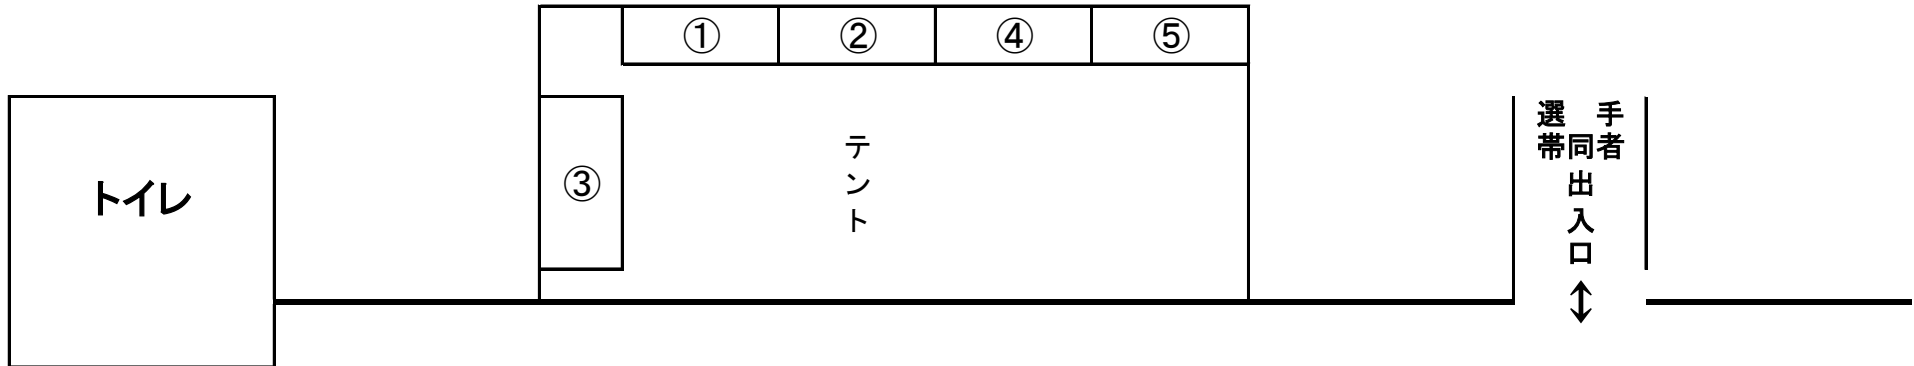 ① ② ④ ⑤
③
テント
トイレ
選手
帯同者
出入口
↕